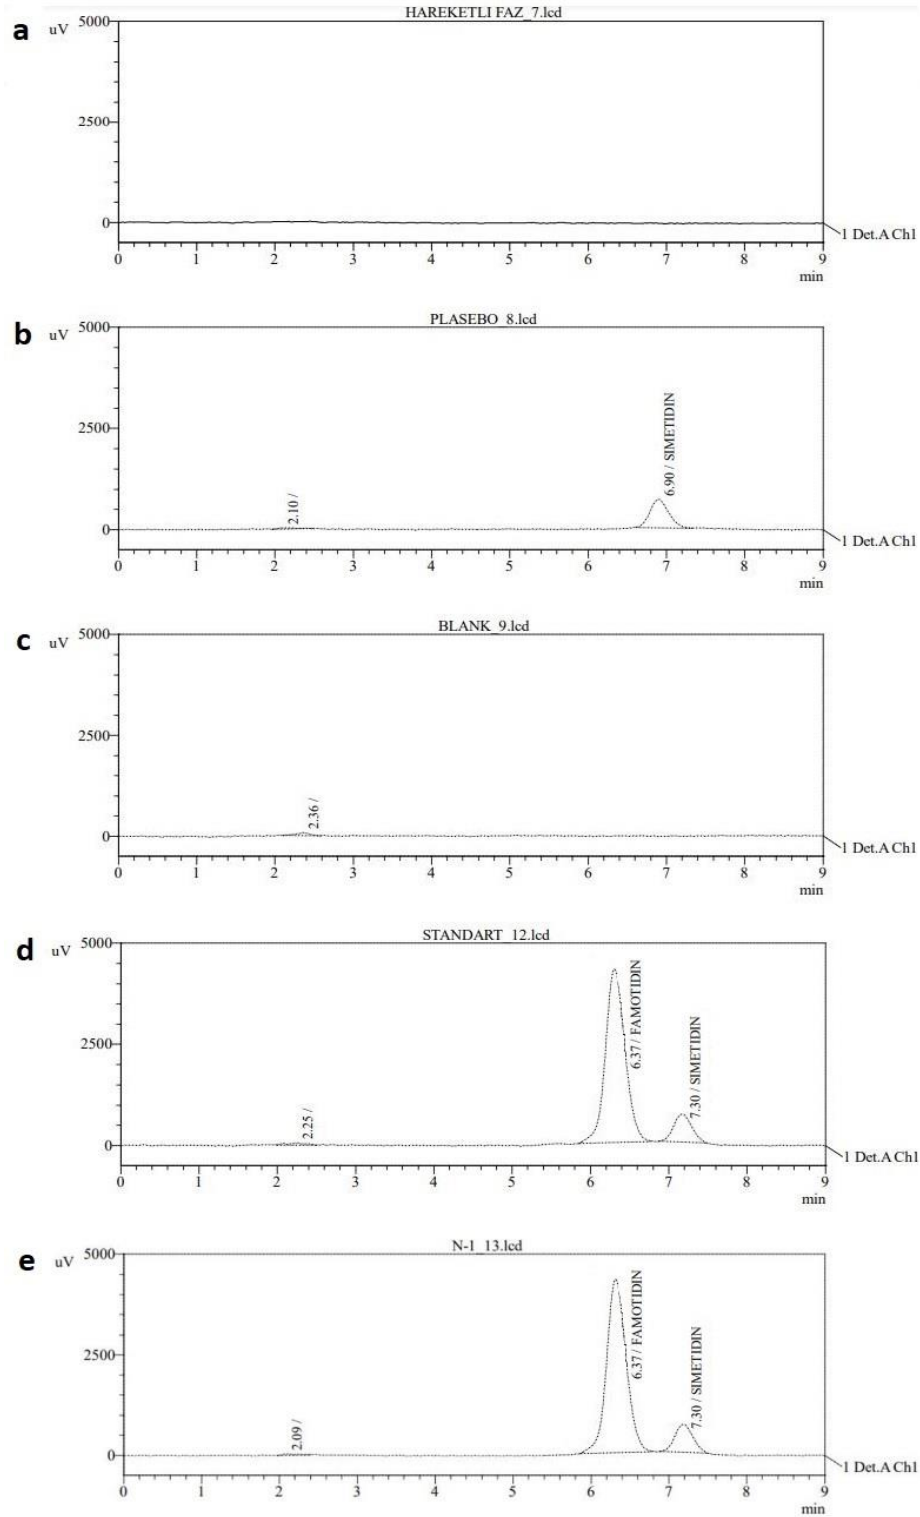 a
HAREKETLI FAZ_7.lcd
uV
5000
2500
0
1 Det.A Ch1
0 1 2 3 4 5 6 7 8 9
min
b
PLASEBO_8.lcd
uV
5000
2500
0
2.10 /
6.90 / SIMETIDIN
1 Det.A Ch1
0 1 2 3 4 5 6 7 8 9
min
c
BLANK_9.lcd
uV
5000
2500
0
2.36 /
1 Det.A Ch1
0 1 2 3 4 5 6 7 8 9
min
d
STANDART_12.lcd
uV
5000
2500
0
2.25 /
6.37 / FAMOTIDIN
7.30 / SIMETIDIN
1 Det.A Ch1
0 1 2 3 4 5 6 7 8 9
min
e
N-1_13.lcd
uV
5000
2500
0
2.09 /
6.37 / FAMOTIDIN
7.30 / SIMETIDIN
1 Det.A Ch1
0 1 2 3 4 5 6 7 8 9
min